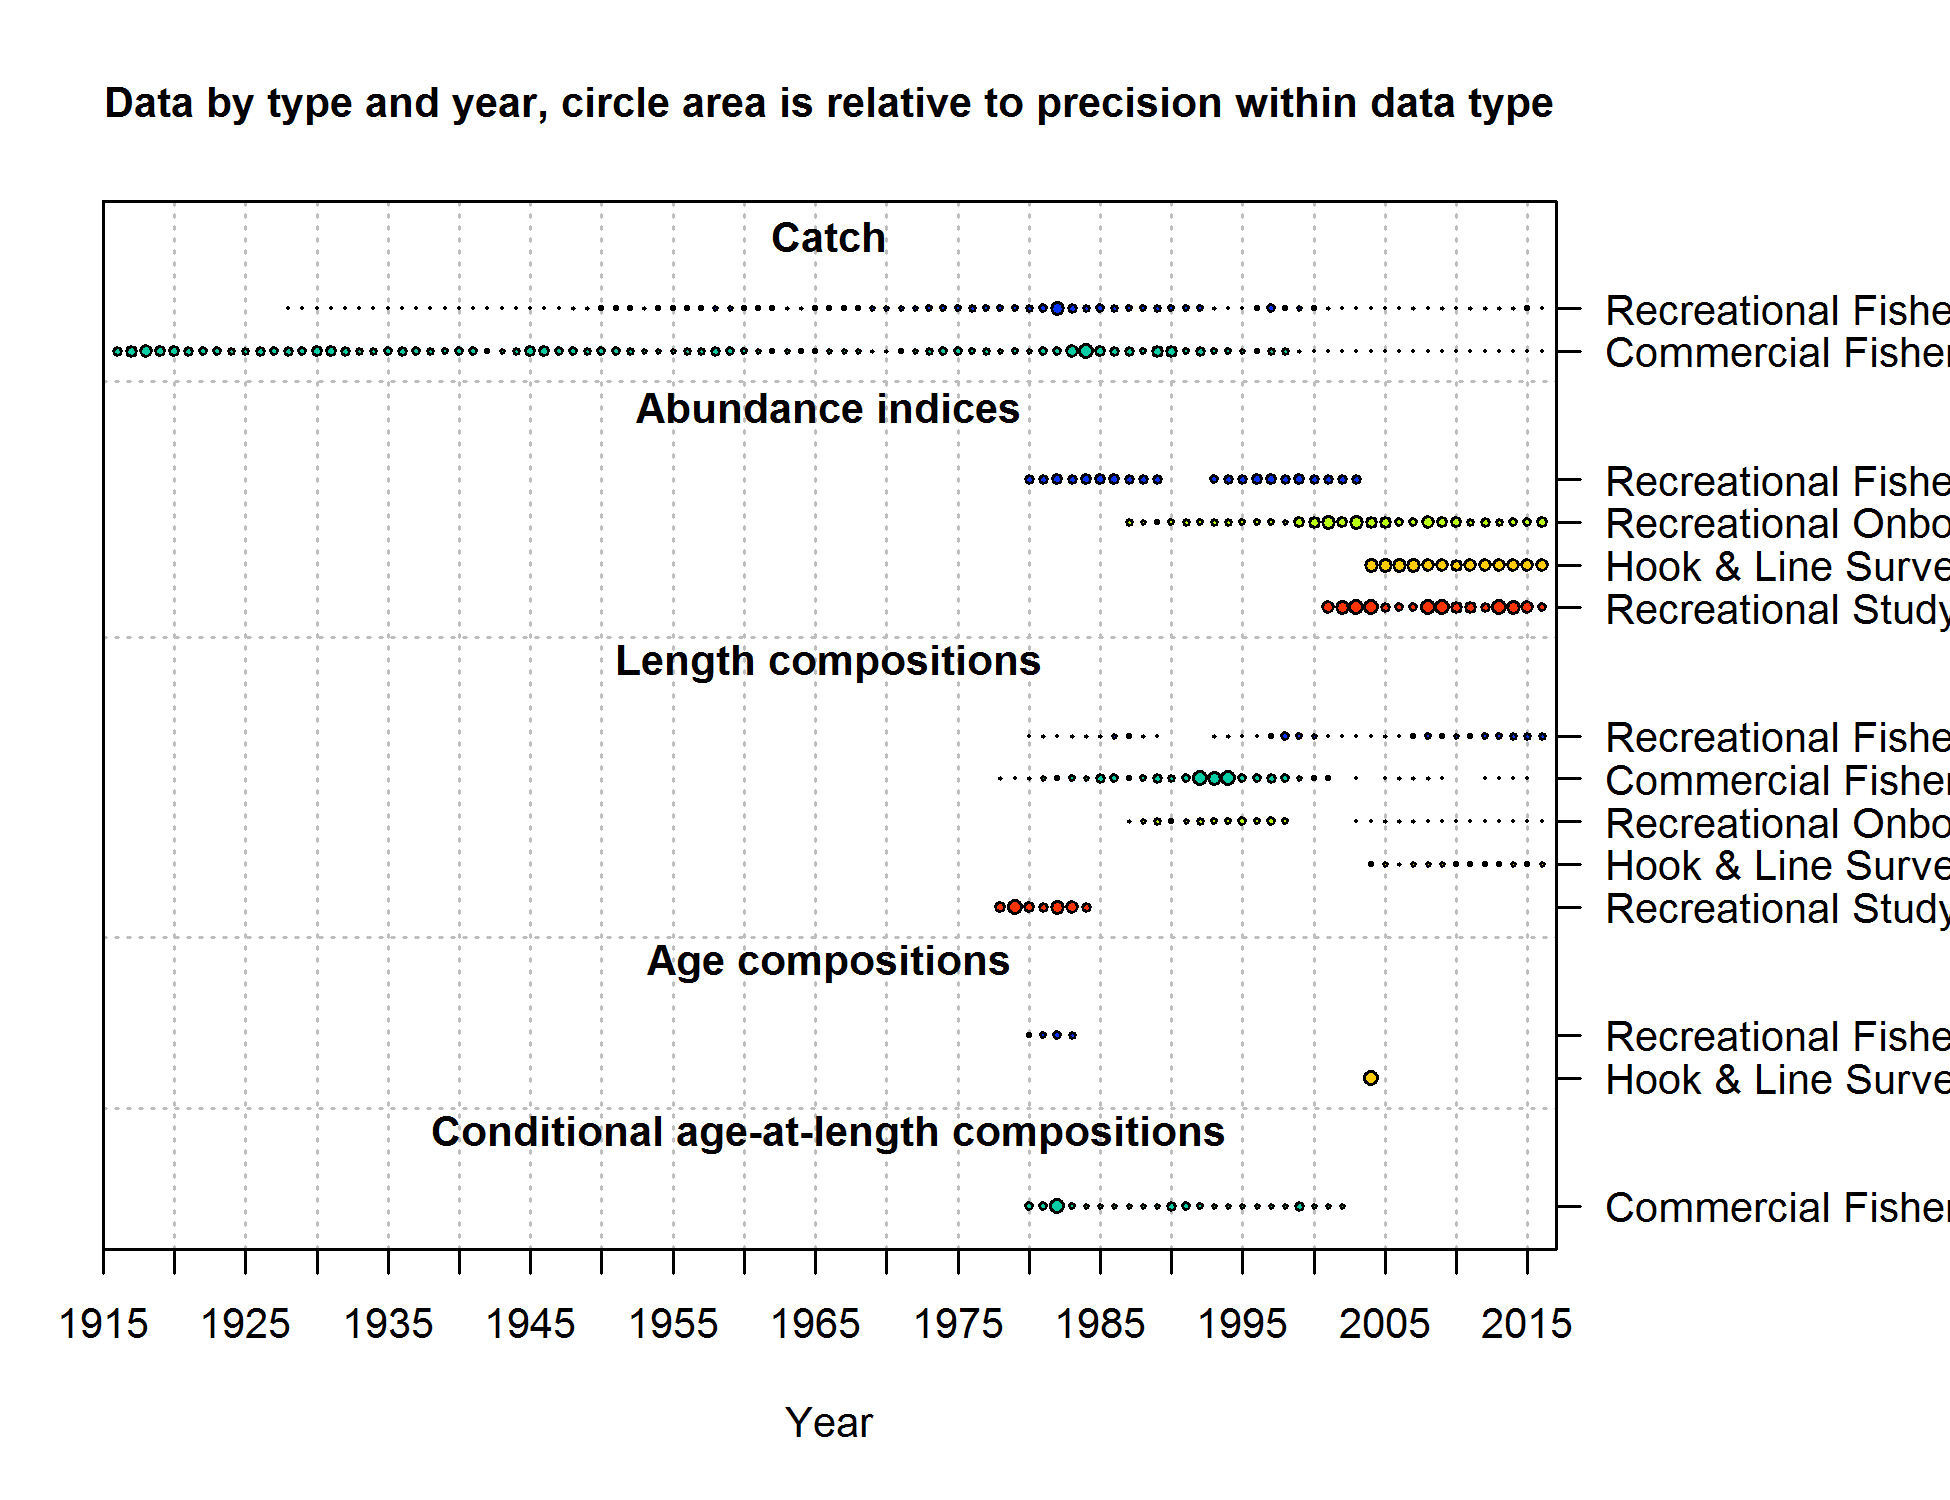 Data by type and year, circle area is relative to precision within data type
Catch
Recreational Fishe
Commercial Fisher
Abundance indices
Recreational Fishe
Recreational Onbo
Hook & Line Surve
Recreational Study
Length compositions
Recreational Fishe
Commercial Fisher
Recreational Onbo
Hook & Line Surve
Recreational Study
Age compositions
Recreational Fishe
Hook & Line Surve
Conditional age-at-length compositions
Commercial Fisher
1915 1925 1935 1945 1955 1965 1975 1985 1995 2005 2015
Year